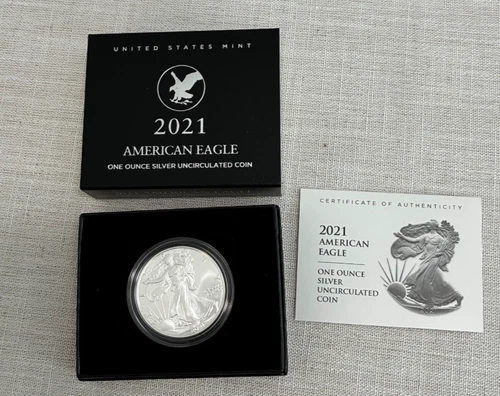 UNITED STATES MINT
2021
AMERICAN EAGLE
ONE OUNCE SILVER UNCIRCULATED COIN
CERTIFICATE OF AUTHENTICITY
2021
AMERICAN
EAGLE
ONE OUNCE
SILVER
UNCIRCULATED
COIN